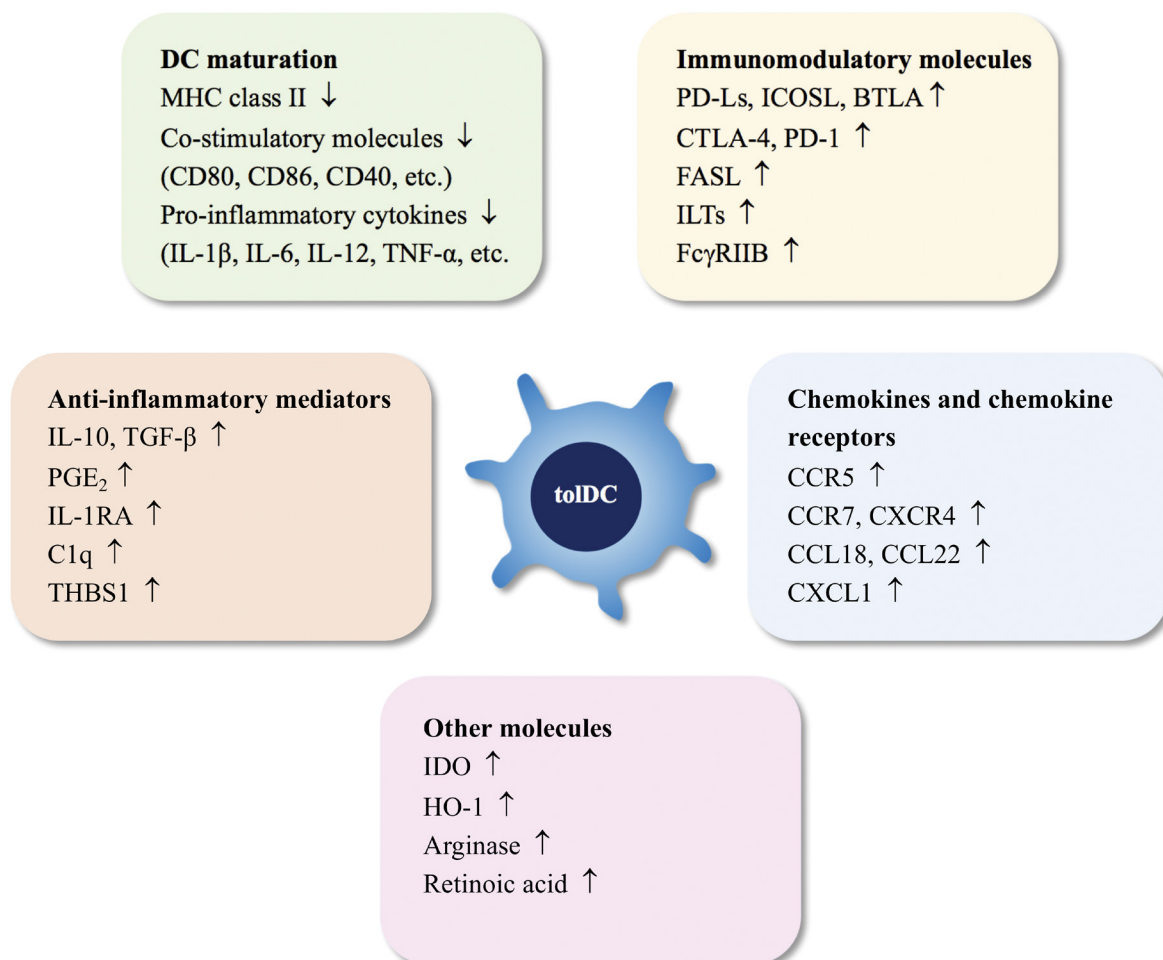 DC maturation
MHC class II ↓
Co-stimulatory molecules ↓
(CD80, CD86, CD40, etc.)
Pro-inflammatory cytokines ↓
(IL-1β, IL-6, IL-12, TNF-α, etc.
Immunomodulatory molecules
PD-Ls, ICOSL, BTLA ↑
CTLA-4, PD-1 ↑
FASL ↑
ILTs ↑
FcγRIIB ↑
Anti-inflammatory mediators
IL-10, TGF-β ↑
PGE₂ ↑
IL-1RA ↑
C1q ↑
THBS1 ↑
tolDC
Chemokines and chemokine
receptors
CCR5 ↑
CCR7, CXCR4 ↑
CCL18, CCL22 ↑
CXCL1 ↑
Other molecules
IDO ↑
HO-1 ↑
Arginase ↑
Retinoic acid ↑